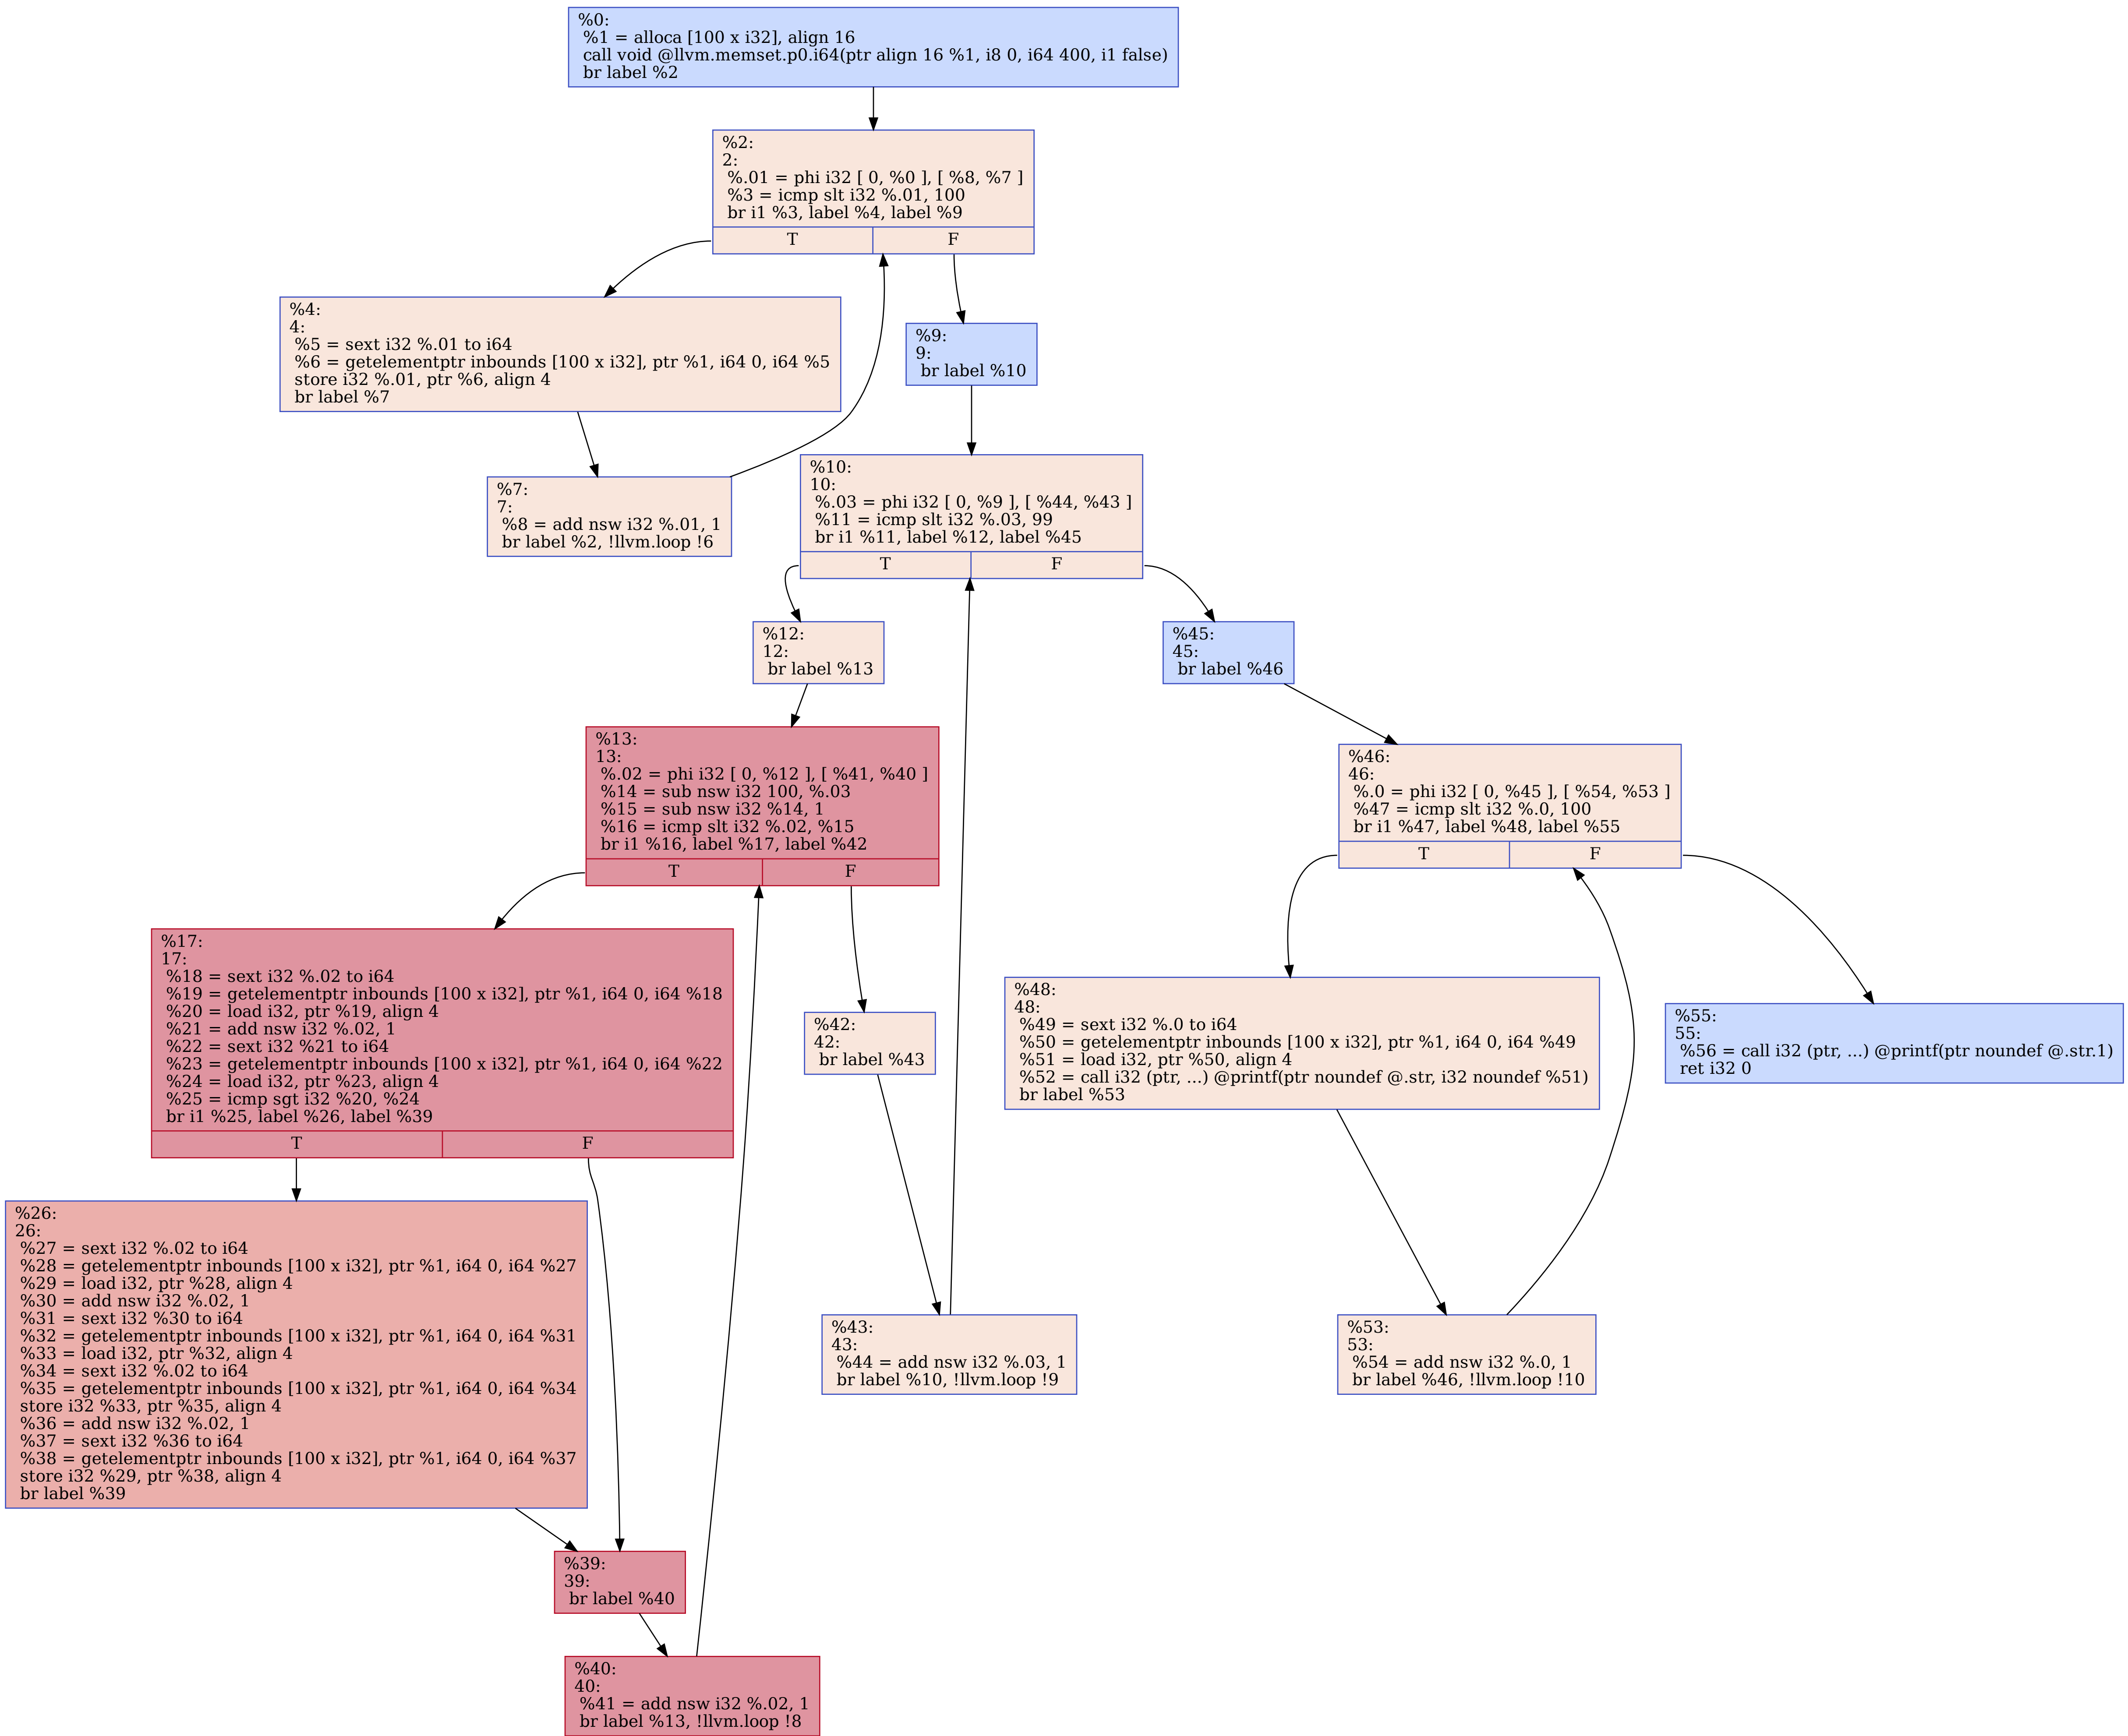 %0:
%1 = alloca [100 x i32], align 16
call void @llvm.memset.p0.i64(ptr align 16 %1, i8 0, i64 400, i1 false)
br label %2
%2:
2:
%.01 = phi i32 [ 0, %0 ], [ %8, %7 ]
%3 = icmp slt i32 %.01, 100
br i1 %3, label %4, label %9
T
F
%4:
4:
%5 = sext i32 %.01 to i64
%6 = getelementptr inbounds [100 x i32], ptr %1, i64 0, i64 %5
store i32 %.01, ptr %6, align 4
br label %7
%9:
9:
br label %10
%7:
7:
%8 = add nsw i32 %.01, 1
br label %2, !llvm.loop !6
%10:
10:
%.03 = phi i32 [ 0, %9 ], [ %44, %43 ]
%11 = icmp slt i32 %.03, 99
br i1 %11, label %12, label %45
T
F
%12:
12:
br label %13
%45:
45:
br label %46
%13:
13:
%.02 = phi i32 [ 0, %12 ], [ %41, %40 ]
%14 = sub nsw i32 100, %.03
%15 = sub nsw i32 %14, 1
%16 = icmp slt i32 %.02, %15
br i1 %16, label %17, label %42
T
F
%46:
46:
%.0 = phi i32 [ 0, %45 ], [ %54, %53 ]
%47 = icmp slt i32 %.0, 100
br i1 %47, label %48, label %55
T
F
%17:
17:
%18 = sext i32 %.02 to i64
%19 = getelementptr inbounds [100 x i32], ptr %1, i64 0, i64 %18
%20 = load i32, ptr %19, align 4
%21 = add nsw i32 %.02, 1
%22 = sext i32 %21 to i64
%23 = getelementptr inbounds [100 x i32], ptr %1, i64 0, i64 %22
%24 = load i32, ptr %23, align 4
%25 = icmp sgt i32 %20, %24
br i1 %25, label %26, label %39
T
F
%42:
42:
br label %43
%48:
48:
%49 = sext i32 %.0 to i64
%50 = getelementptr inbounds [100 x i32], ptr %1, i64 0, i64 %49
%51 = load i32, ptr %50, align 4
%52 = call i32 (ptr, ...) @printf(ptr noundef @.str, i32 noundef %51)
br label %53
%55:
55:
%56 = call i32 (ptr, ...) @printf(ptr noundef @.str.1)
ret i32 0
%26:
26:
%27 = sext i32 %.02 to i64
%28 = getelementptr inbounds [100 x i32], ptr %1, i64 0, i64 %27
%29 = load i32, ptr %28, align 4
%30 = add nsw i32 %.02, 1
%31 = sext i32 %30 to i64
%32 = getelementptr inbounds [100 x i32], ptr %1, i64 0, i64 %31
%33 = load i32, ptr %32, align 4
%34 = sext i32 %.02 to i64
%35 = getelementptr inbounds [100 x i32], ptr %1, i64 0, i64 %34
store i32 %33, ptr %35, align 4
%36 = add nsw i32 %.02, 1
%37 = sext i32 %36 to i64
%38 = getelementptr inbounds [100 x i32], ptr %1, i64 0, i64 %37
store i32 %29, ptr %38, align 4
br label %39
%43:
43:
%44 = add nsw i32 %.03, 1
br label %10, !llvm.loop !9
%53:
53:
%54 = add nsw i32 %.0, 1
br label %46, !llvm.loop !10
%39:
39:
br label %40
%40:
40:
%41 = add nsw i32 %.02, 1
br label %13, !llvm.loop !8